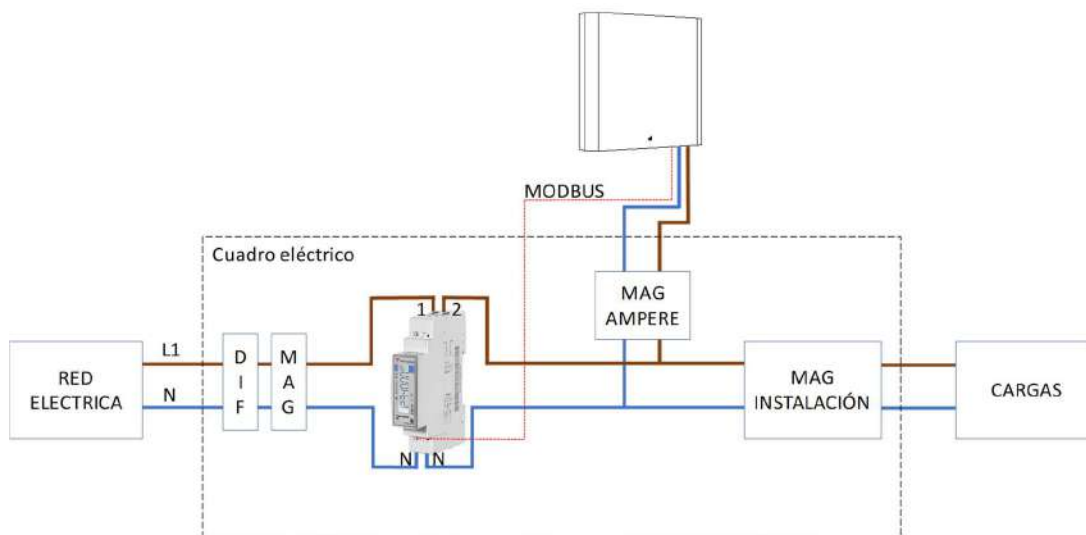 MODBUS
Cuadro eléctrico
MAG
AMPERE
1
2
L1
N
RED
ELECTRICA
D
I
F
M
A
G
N
N
MAG
INSTALACIÓN
CARGAS